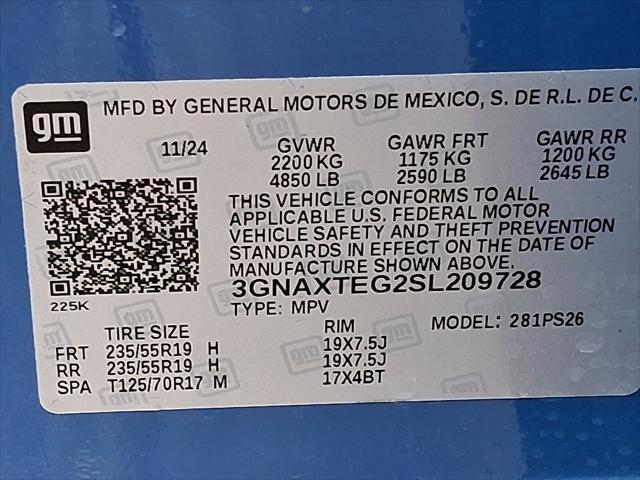 gm
MFD BY GENERAL MOTORS DE MEXICO, S. DE R.L. DE C.
11/24 GVWR GAWR FRT GAWR RR
2200 KG 1175 KG 1200 KG
4850 LB 2590 LB 2645 LB
THIS VEHICLE CONFORMS TO ALL
APPLICABLE U.S. FEDERAL MOTOR
VEHICLE SAFETY AND THEFT PREVENTION
STANDARDS IN EFFECT ON THE DATE OF
MANUFACTURE SHOWN ABOVE.
3GNAXTEG2SL209728
225K
TYPE: MPV MODEL: 281PS26
TIRE SIZE RIM
FRT 235/55R19 H 19X7.5J
RR 235/55R19 H 19X7.5J
SPA T125/70R17 M 17X4BT